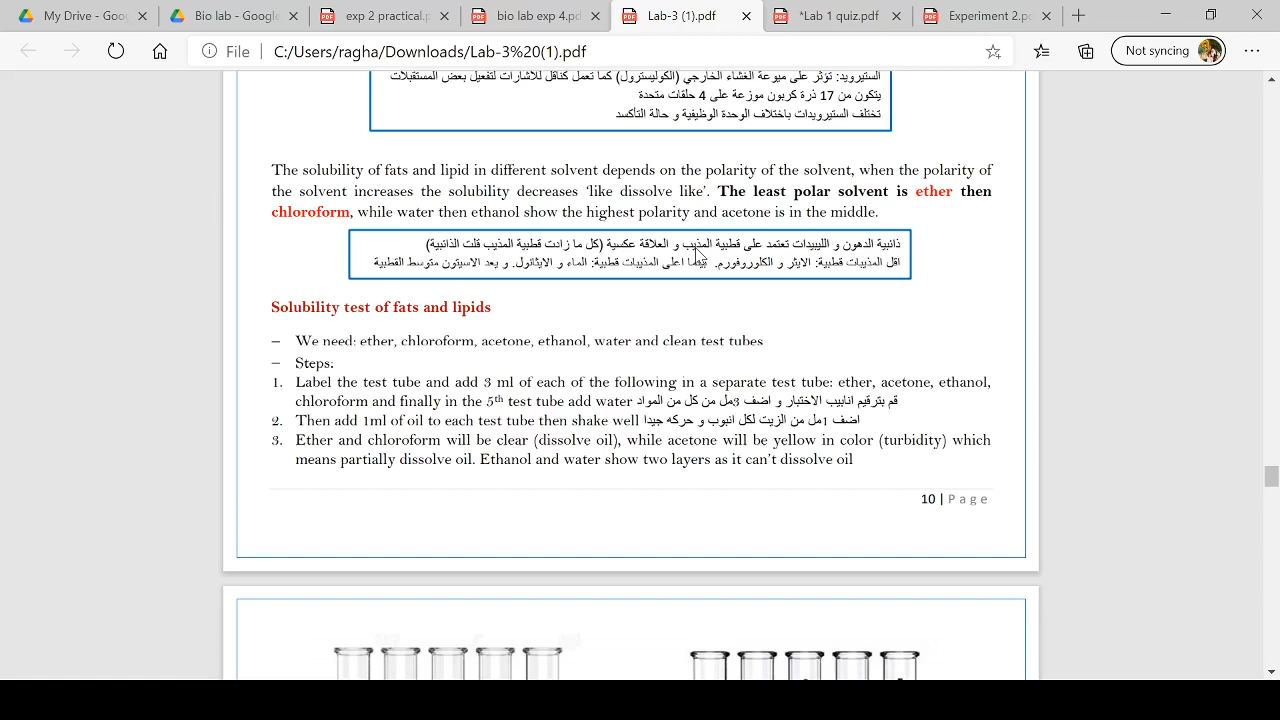 My Drive - Goo
Bio lab - Google
exp 2 practical.p
bio lab exp 4.pd
Lab-3 (1).pdf
*Lab 1 quiz.pdf
Experiment 2.p
File | C:/Users/ragha/Downloads/Lab-3%20(1).pdf
Not syncing
الستيرويد: تؤثر على ميوعة الغشاء الخارجي (الكوليسترول) كما تعمل كناقل للاشارات لتفعيل بعض المستقبلات
يتكون من 17 ذرة كربون موزعة على 4 حلقات متحدة
تختلف الستيرويدات باختلاف الوحدة الوظيفية و حالة التأكسد
The solubility of fats and lipid in different solvent depends on the polarity of the solvent, when the polarity of
the solvent increases the solubility decreases ‘like dissolve like’. The least polar solvent is ether then
chloroform, while water then ethanol show the highest polarity and acetone is in the middle.
ذائبية الدهون و الليبيدات تعتمد على قطبية المذيب و العلاقة عكسية (كل ما زادت قطبية المذيب قلت الذائبية)
اقل المذيبات قطبية: الايثر و الكلوروفورم. بينما اعلى المذيبات قطبية: الماء و الايثانول. و يعد الاسيتون متوسط القطبية
Solubility test of fats and lipids
– We need: ether, chloroform, acetone, ethanol, water and clean test tubes
– Steps:
1. Label the test tube and add 3 ml of each of the following in a separate test tube: ether, acetone, ethanol,
chloroform and finally in the 5th test tube add water قم بترقيم انابيب الاختبار و اضف 3مل من كل من المواد
2. Then add 1ml of oil to each test tube then shake well اضف 1مل من الزيت لكل انبوب و حركه جيدا
3. Ether and chloroform will be clear (dissolve oil), while acetone will be yellow in color (turbidity) which
means partially dissolve oil. Ethanol and water show two layers as it can’t dissolve oil
10 | Page